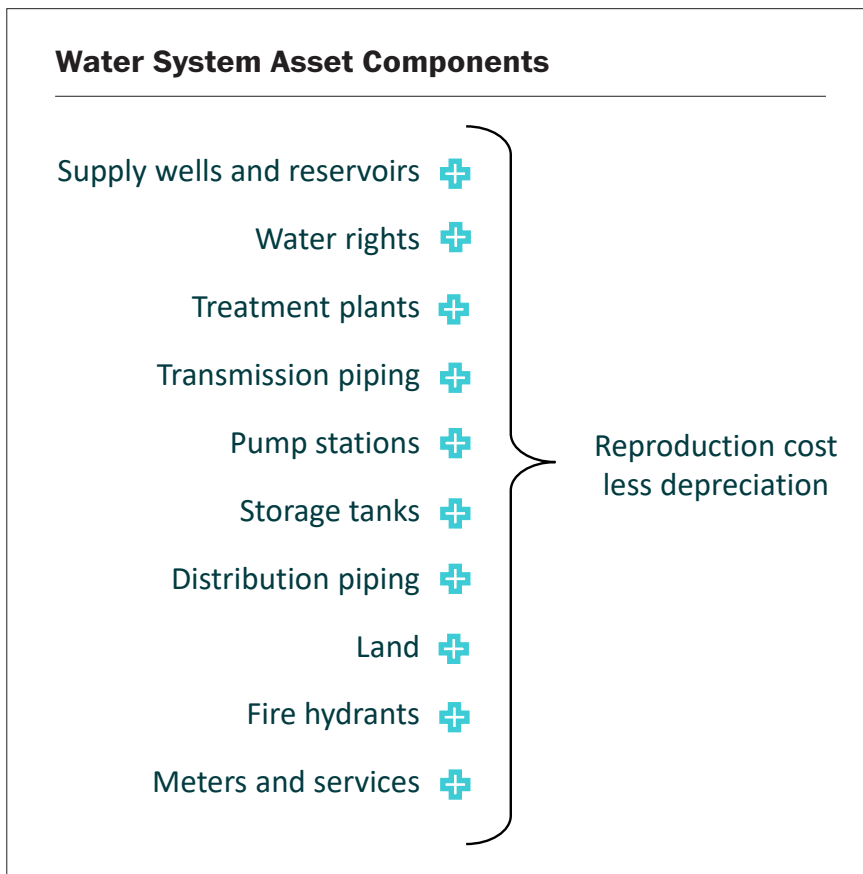 Water System Asset Components
Supply wells and reservoirs
Water rights
Treatment plants
Transmission piping
Pump stations
Storage tanks
Distribution piping
Land
Fire hydrants
Meters and services
Reproduction cost
less depreciation